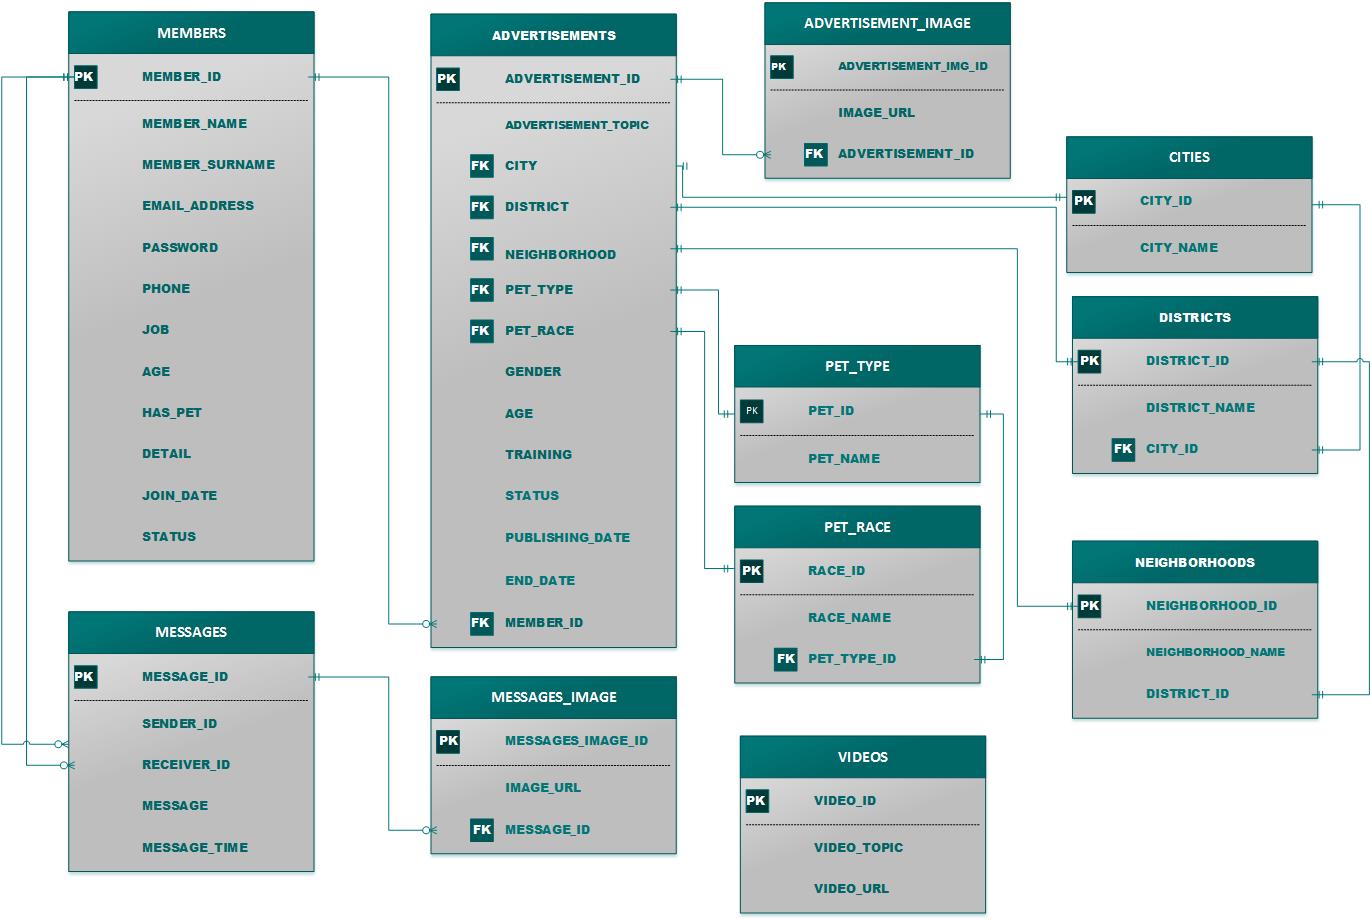 MEMBERS
PK MEMBER_ID
MEMBER_NAME
MEMBER_SURNAME
EMAIL_ADDRESS
PASSWORD
PHONE
JOB
AGE
HAS_PET
DETAIL
JOIN_DATE
STATUS
ADVERTISEMENTS
PK ADVERTISEMENT_ID
ADVERTISEMENT_TOPIC
FK CITY
FK DISTRICT
FK NEIGHBORHOOD
FK PET_TYPE
FK PET_RACE
GENDER
AGE
TRAINING
STATUS
PUBLISHING_DATE
END_DATE
FK MEMBER_ID
ADVERTISEMENT_IMAGE
PK ADVERTISEMENT_IMG_ID
IMAGE_URL
FK ADVERTISEMENT_ID
CITIES
PK CITY_ID
CITY_NAME
DISTRICTS
PK DISTRICT_ID
DISTRICT_NAME
FK CITY_ID
PET_TYPE
PK PET_ID
PET_NAME
PET_RACE
PK RACE_ID
RACE_NAME
FK PET_TYPE_ID
NEIGHBORHOODS
PK NEIGHBORHOOD_ID
NEIGHBORHOOD_NAME
DISTRICT_ID
MESSAGES
PK MESSAGE_ID
SENDER_ID
RECEIVER_ID
MESSAGE
MESSAGE_TIME
MESSAGES_IMAGE
PK MESSAGES_IMAGE_ID
IMAGE_URL
FK MESSAGE_ID
VIDEOS
PK VIDEO_ID
VIDEO_TOPIC
VIDEO_URL